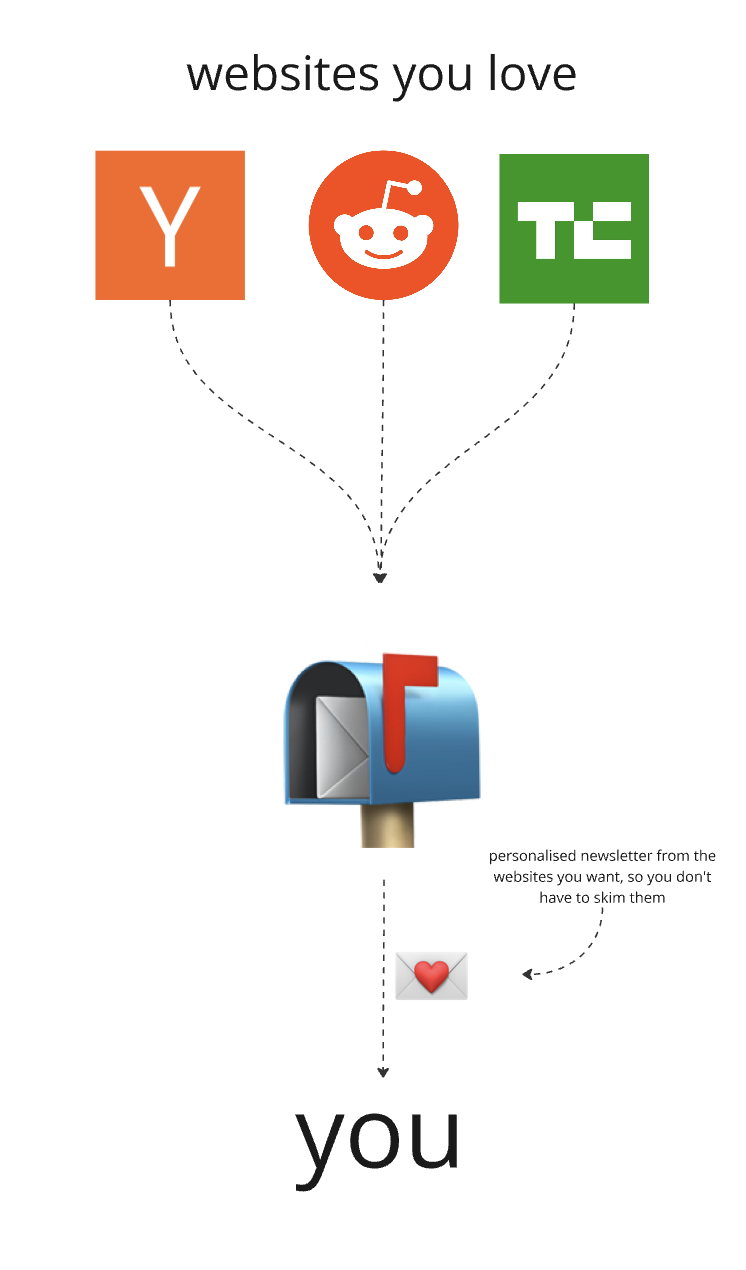 websites you love
Y
TC
personalised newsletter from the
websites you want, so you don't
have to skim them
you